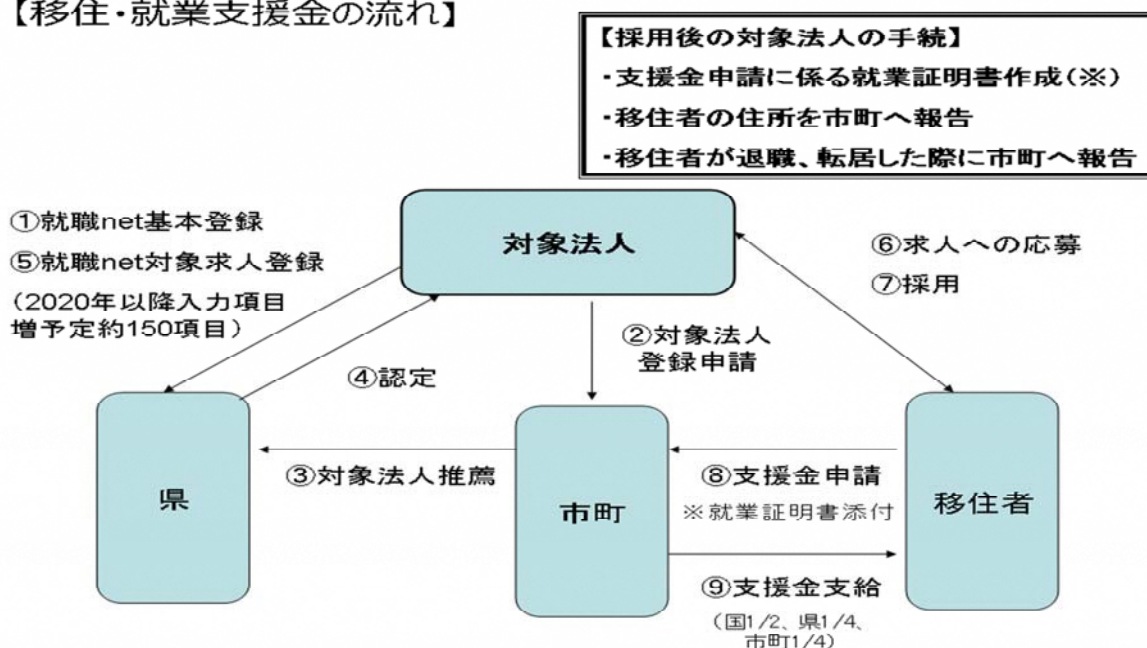 【移住・就業支援金の流れ】
【採用後の対象法人の手続】
・支援金申請に係る就業証明書作成(※)
・移住者の住所を市町へ報告
・移住者が退職、転居した際に市町へ報告
①就職net基本登録
⑤就職net対象求人登録
(2020年以降入力項目
増予定約150項目)
対象法人
⑥求人への応募
⑦採用
②対象法人
登録申請
④認定
③対象法人推薦
⑧支援金申請
※就業証明書添付
県
市町
移住者
⑨支援金支給
(国1/2、県1/4、
市町1/4)